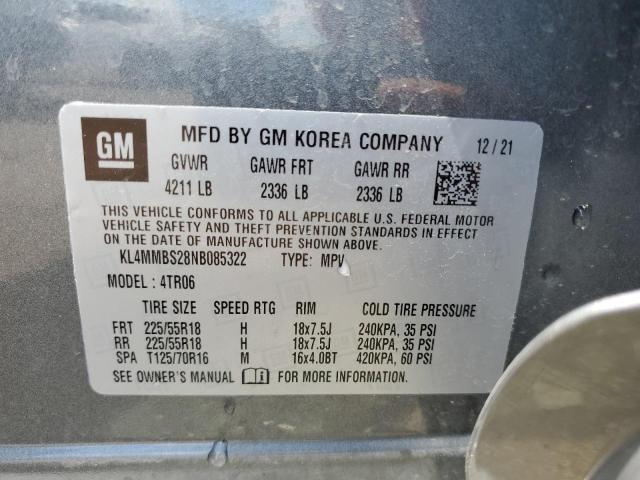 GM
MFD BY GM KOREA COMPANY 12/21
GVWR GAWR FRT GAWR RR
4211 LB 2336 LB 2336 LB
THIS VEHICLE CONFORMS TO ALL APPLICABLE U.S. FEDERAL MOTOR
VEHICLE SAFETY AND THEFT PREVENTION STANDARDS IN EFFECT
ON THE DATE OF MANUFACTURE SHOWN ABOVE.
KL4MMBS28NB085322 TYPE: MPV
MODEL : 4TR06
TIRE SIZE SPEED RTG RIM COLD TIRE PRESSURE
FRT 225/55R18 H 18x7.5J 240KPA, 35 PSI
RR 225/55R18 H 18x7.5J 240KPA, 35 PSI
SPA T125/70R16 M 16x4.0BT 420KPA, 60 PSI
SEE OWNER'S MANUAL FOR MORE INFORMATION.